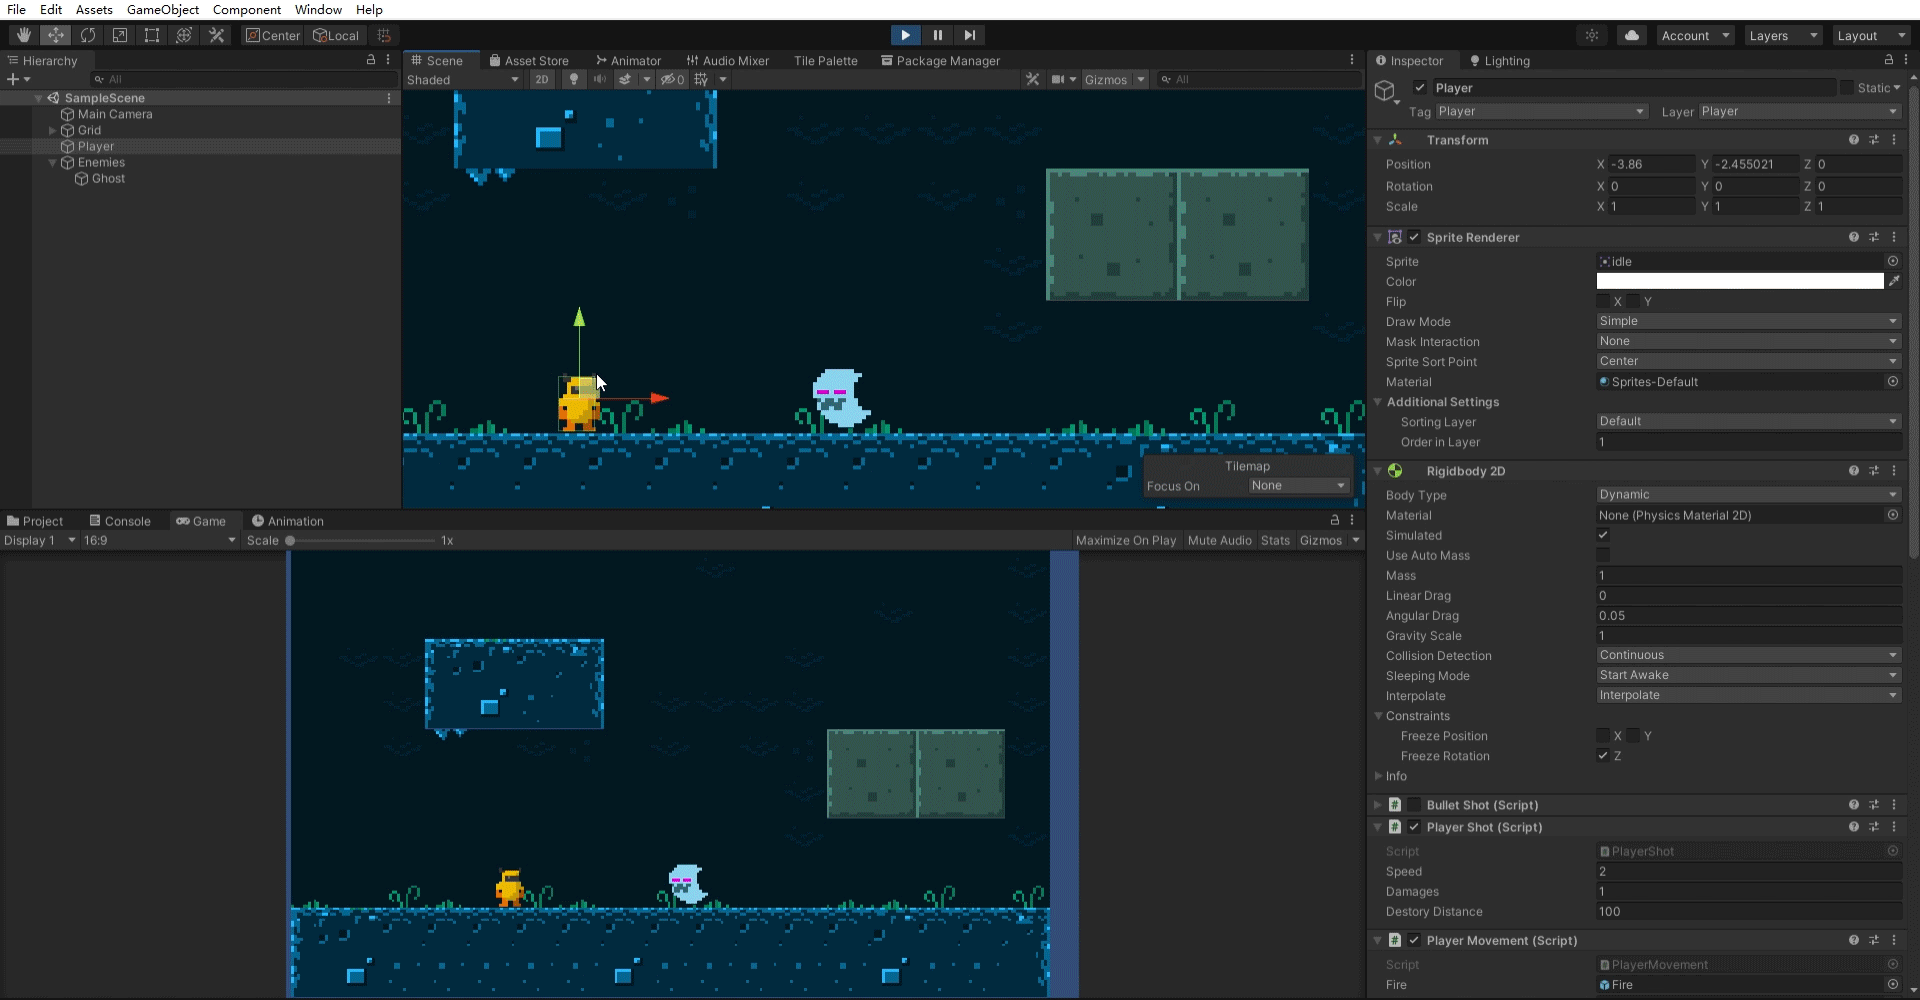 File Edit Assets GameObject Component Window Help
Center Local Account Layers Layout
Hierarchy
All
SampleScene
Main Camera
Grid
Player
Enemies
Ghost
Scene Asset Store Animator Audio Mixer Tile Palette Package Manager
Shaded 2D 0 Gizmos All
Tilemap
Focus On None
Project Console Game Animation
Display 1 16:9 Scale 1x Maximize On Play Mute Audio Stats Gizmos
Inspector Lighting
Player Static
Tag Player Layer Player
Transform
Position X -3.86 Y -2.455021 Z 0
Rotation X 0 Y 0 Z 0
Scale X 1 Y 1 Z 1
Sprite Renderer
Sprite idle
Color
Flip X Y
Draw Mode Simple
Mask Interaction None
Sprite Sort Point Center
Material Sprites-Default
Additional Settings
Sorting Layer Default
Order in Layer 1
Rigidbody 2D
Body Type Dynamic
Material None (Physics Material 2D)
Simulated
Use Auto Mass
Mass 1
Linear Drag 0
Angular Drag 0.05
Gravity Scale 1
Collision Detection Continuous
Sleeping Mode Start Awake
Interpolate Interpolate
Constraints
Freeze Position X Y
Freeze Rotation Z
Info
Bullet Shot (Script)
Player Shot (Script)
Script PlayerShot
Speed 2
Damages 1
Destory Distance 100
Player Movement (Script)
Script PlayerMovement
Fire Fire